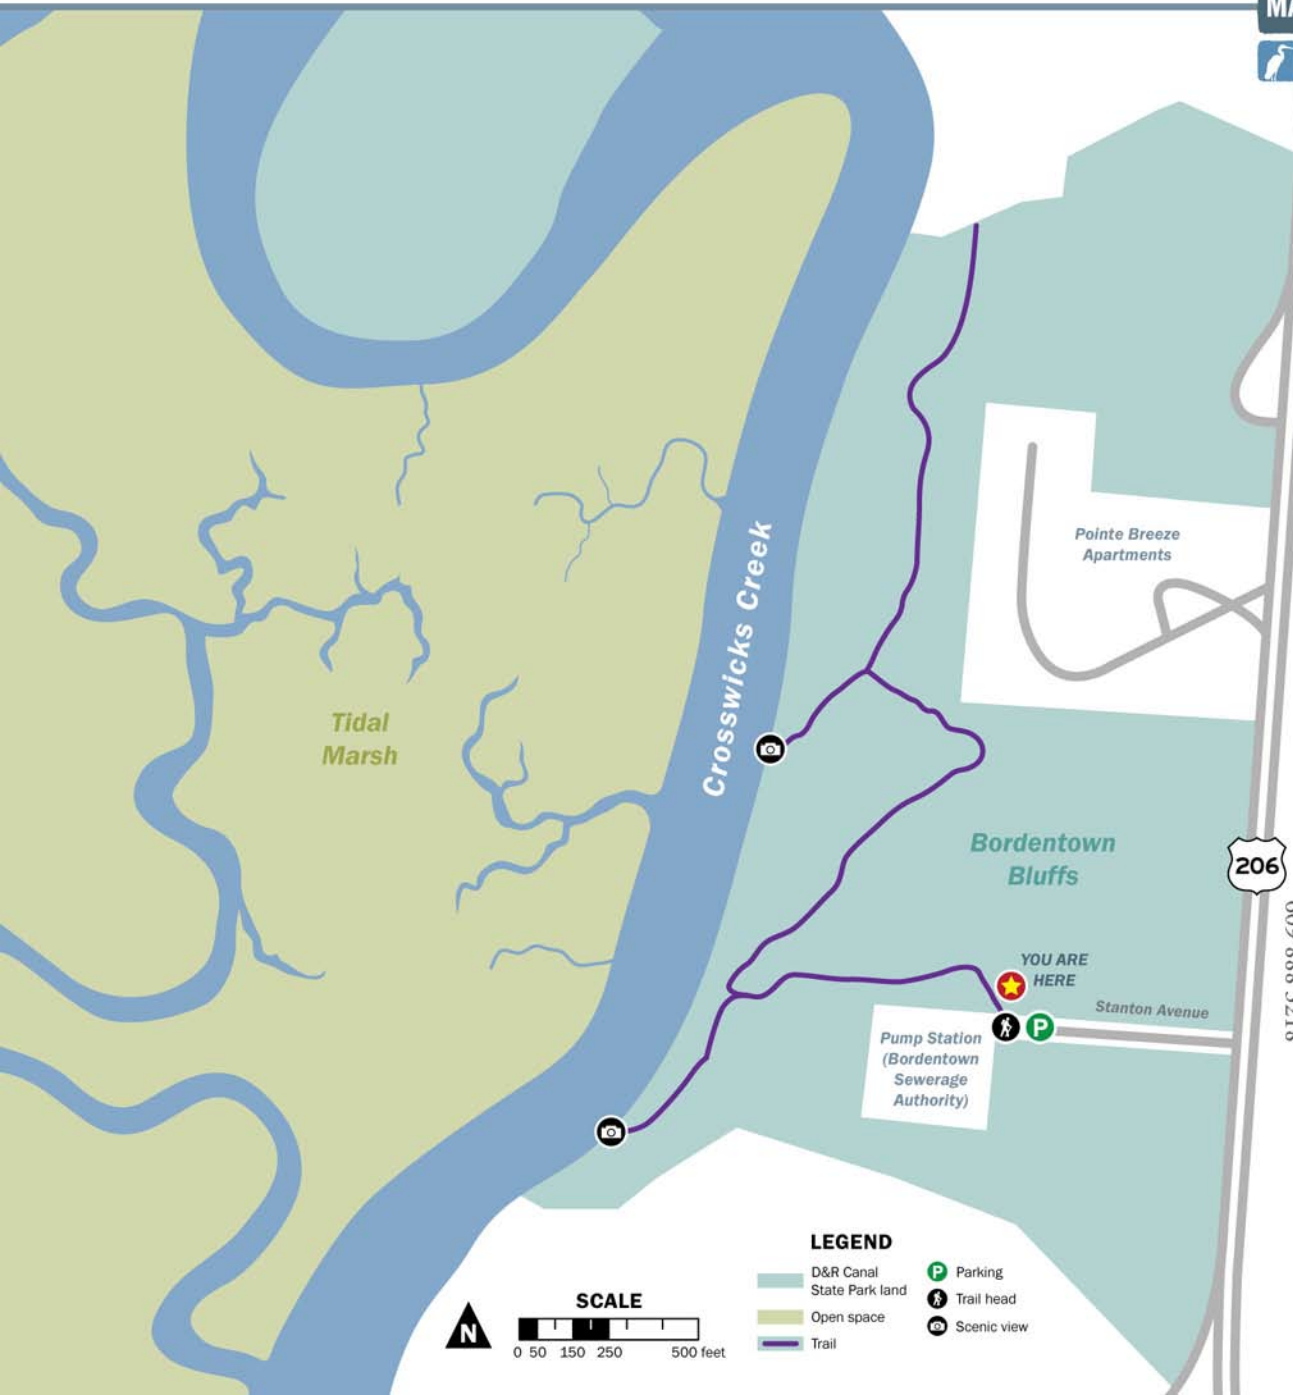 MA
Crosswicks Creek
Pointe Breeze
Apartments
Tidal
Marsh
Bordentown
Bluffs
206
YOU ARE
HERE
Stanton Avenue
P
Pump Station
(Bordentown
Sewerage
Authority)
LEGEND
D&R Canal
State Park land
Open space
Trail
P Parking
Trail head
Scenic view
N
SCALE
0 50 150 250 500 feet